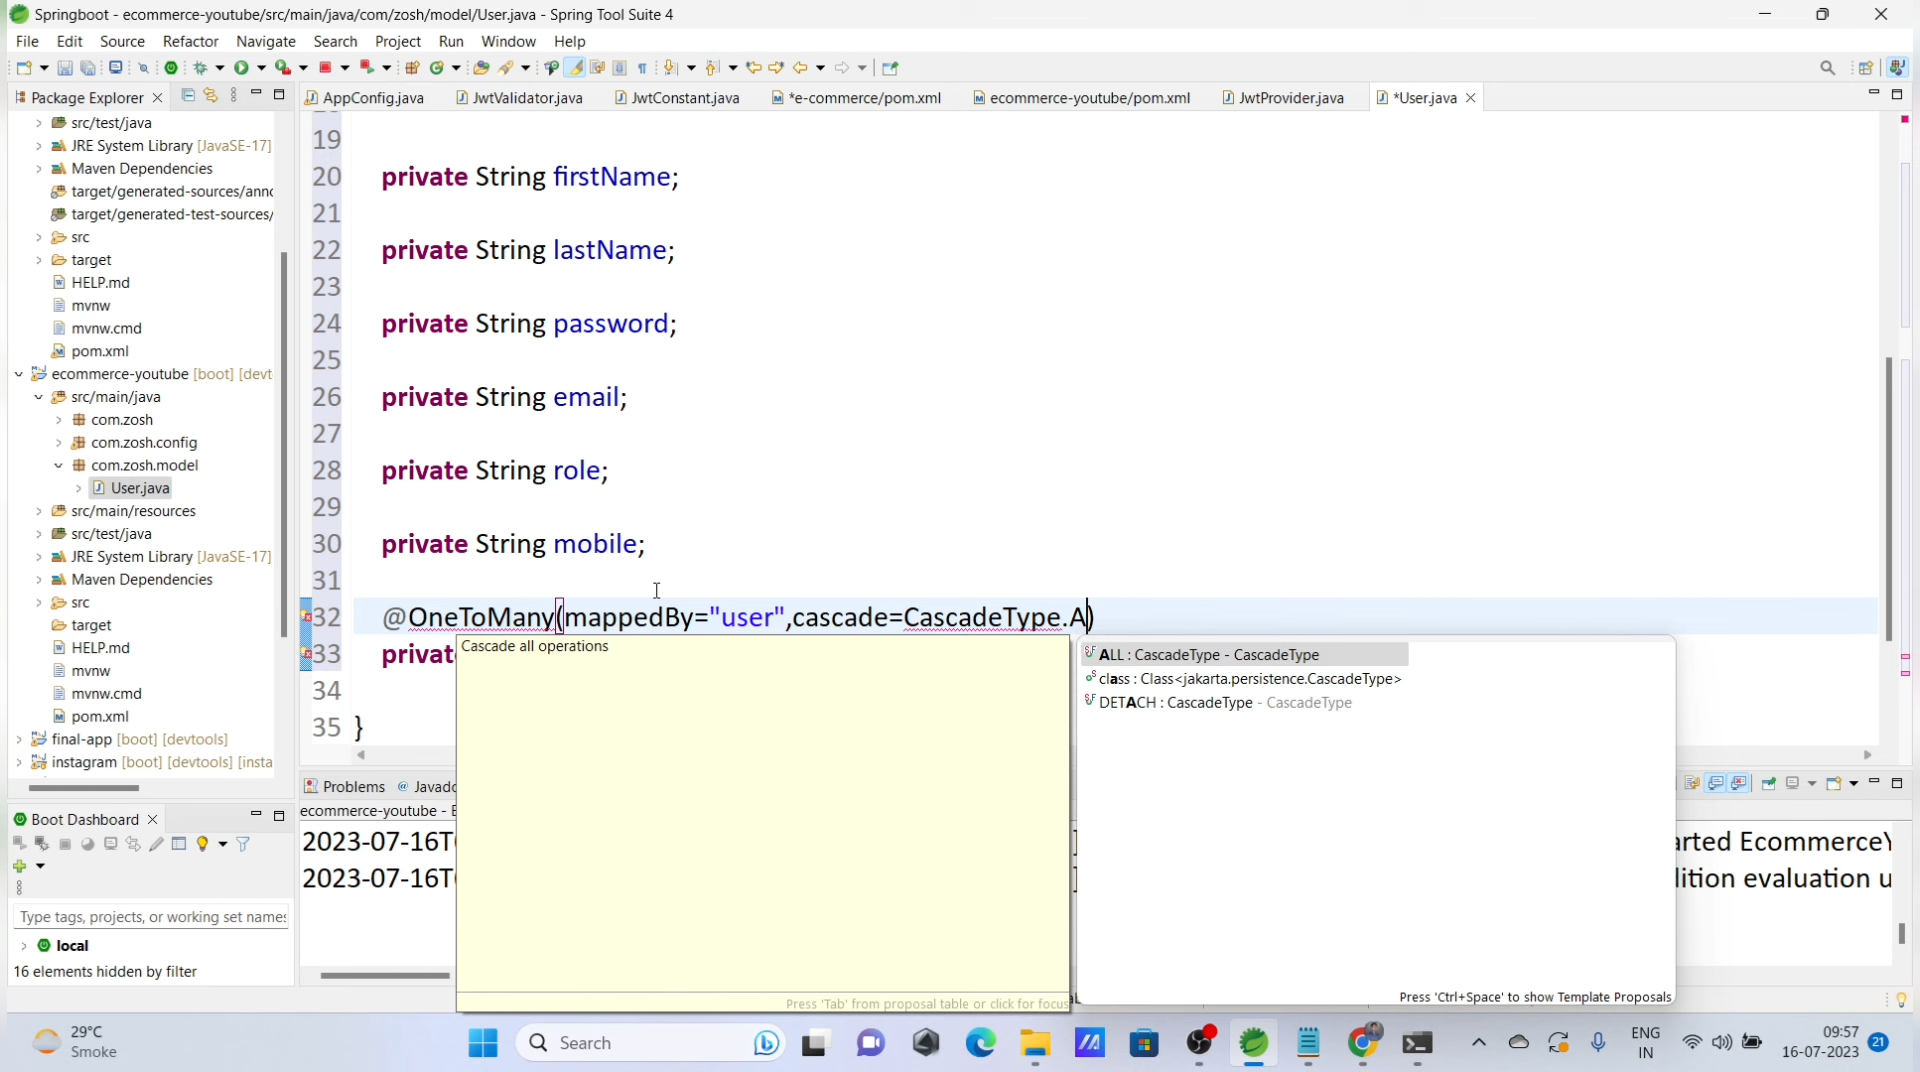 Springboot - ecommerce-youtube/src/main/java/com/zosh/model/User.java - Spring Tool Suite 4
File Edit Source Refactor Navigate Search Project Run Window Help
Package Explorer
AppConfig.java JwtValidator.java JwtConstant.java *e-commerce/pom.xml ecommerce-youtube/pom.xml JwtProvider.java *User.java
src/test/java
JRE System Library [JavaSE-17]
Maven Dependencies
target/generated-sources/anno
target/generated-test-sources/
src
target
HELP.md
mvnw
mvnw.cmd
pom.xml
ecommerce-youtube [boot] [devt
src/main/java
com.zosh
com.zosh.config
com.zosh.model
User.java
src/main/resources
src/test/java
JRE System Library [JavaSE-17]
Maven Dependencies
src
target
HELP.md
mvnw
mvnw.cmd
pom.xml
final-app [boot] [devtools]
instagram [boot] [devtools] [insta
19
20 private String firstName;
21
22 private String lastName;
23
24 private String password;
25
26 private String email;
27
28 private String role;
29
30 private String mobile;
31
32 @OneToMany(mappedBy="user",cascade=CascadeType.A)
33 privat
34
35 }
Cascade all operations
Press 'Tab' from proposal table or click for focus
ALL : CascadeType - CascadeType
class : Class<jakarta.persistence.CascadeType>
DETACH : CascadeType - CascadeType
Press 'Ctrl+Space' to show Template Proposals
Problems @ Javado
ecommerce-youtube - E
2023-07-16T
arted EcommerceY
2023-07-16T
lition evaluation u
Boot Dashboard
Type tags, projects, or working set names
local
16 elements hidden by filter
29°C
Smoke
Search
ENG
IN
09:57
16-07-2023
21